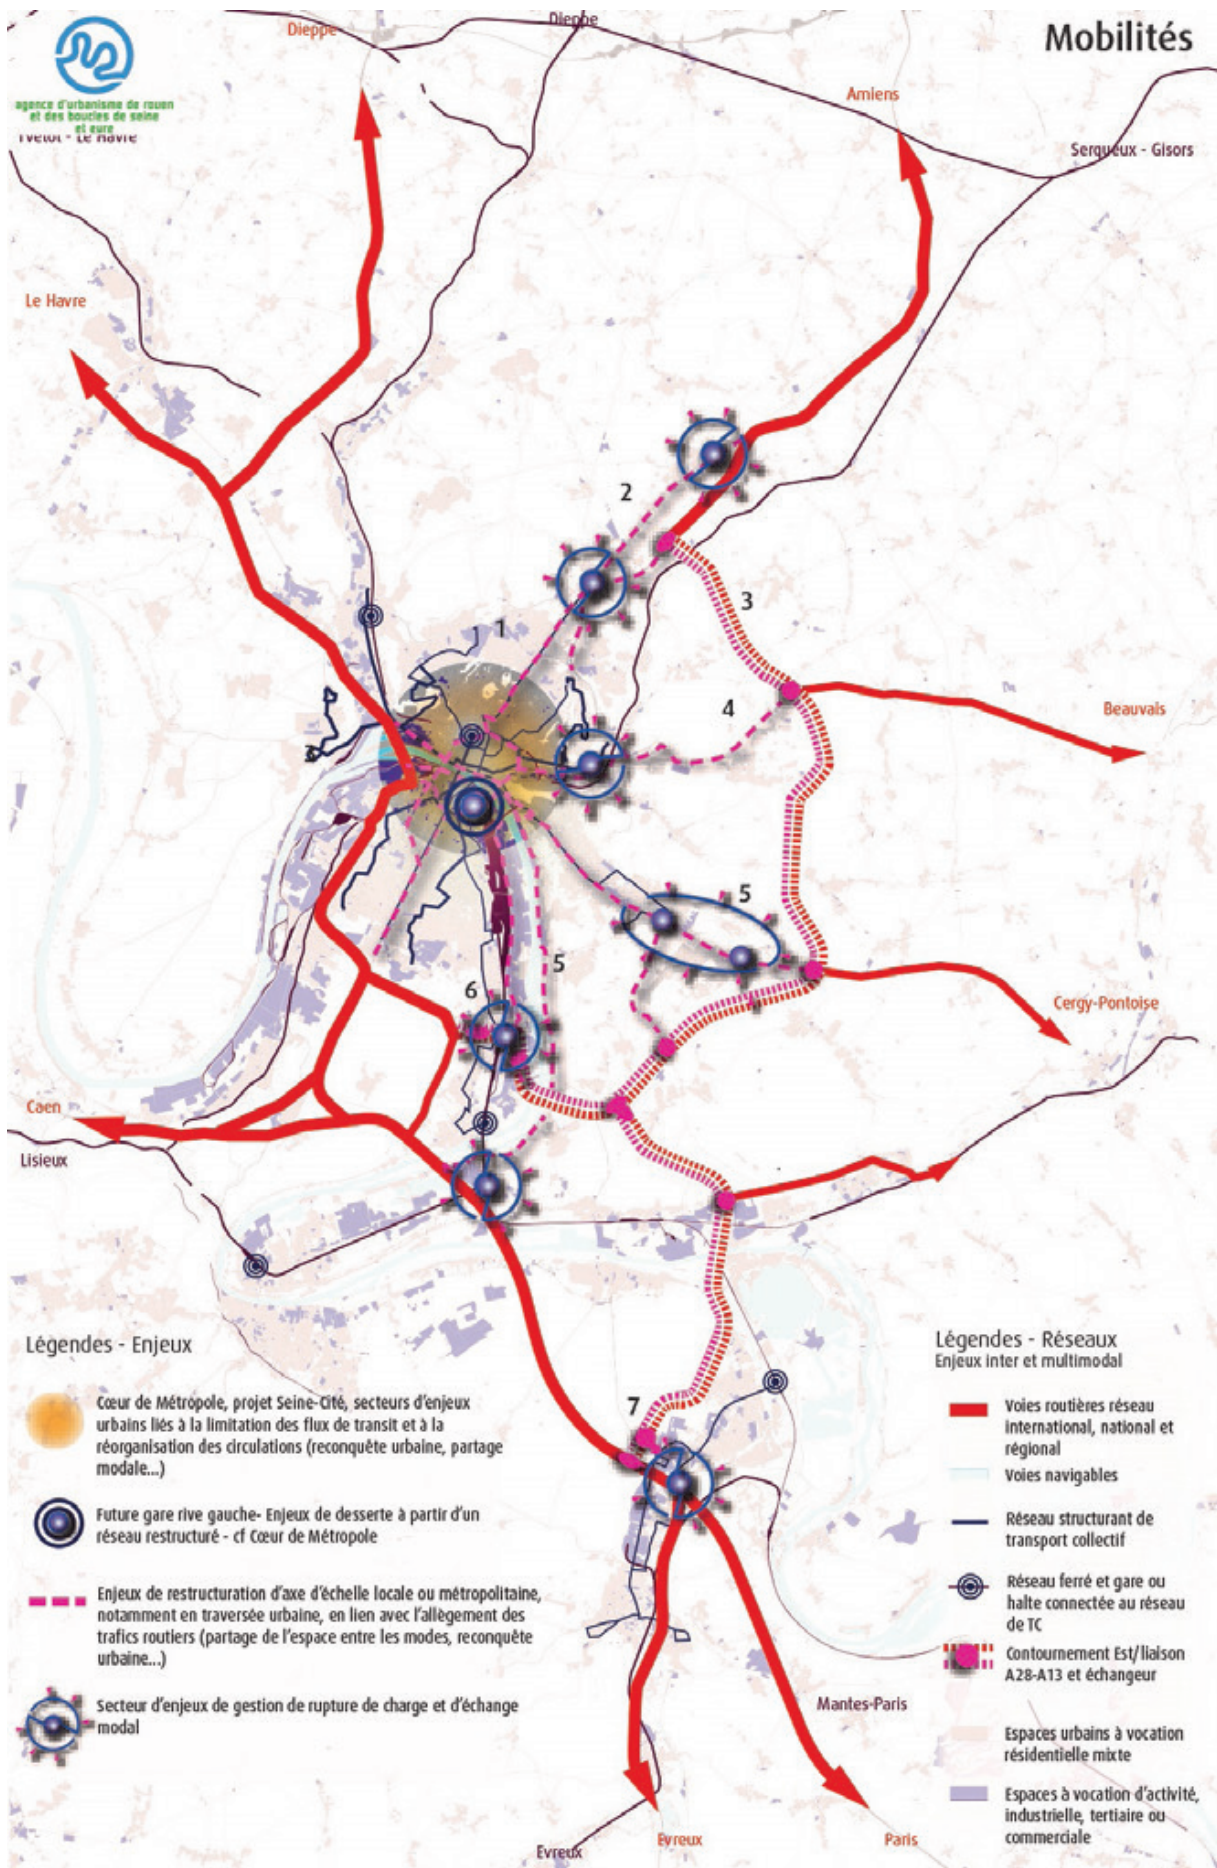 Dieppe
Dieppe
Mobilités
agence d'urbanisme de rouen
et des boucles de seine
et eure
Yvetot - Le Havre
Amiens
Serqueux - Gisors
Le Havre
2
3
1
4
Beauvais
3
5
5
6
Cergy-Pontoise
Caen
Lisieux
7
Légendes - Enjeux
Cœur de Métropole, projet Seine-Cité, secteurs d'enjeux
urbains liés à la limitation des flux de transit et à la
réorganisation des circulations (reconquête urbaine, partage
modale...)
Future gare rive gauche- Enjeux de desserte à partir d'un
réseau restructuré - cf Cœur de Métropole
Enjeux de restructuration d'axe d'échelle locale ou métropolitaine,
notamment en traversée urbaine, en lien avec l'allègement des
trafics routiers (partage de l'espace entre les modes, reconquête
urbaine...)
Secteur d'enjeux de gestion de rupture de charge et d'échange
modal
Légendes - Réseaux
Enjeux inter et multimodal
Voies routières réseau
international, national et
régional
Voies navigables
Réseau structurant de
transport collectif
Réseau ferré et gare ou
halte connectée au réseau
de TC
Contournement Est/liaison
A28-A13 et échangeur
Espaces urbains à vocation
résidentielle mixte
Espaces à vocation d'activité,
industrielle, tertiaire ou
commerciale
Mantes-Paris
Evreux
Evreux
Paris